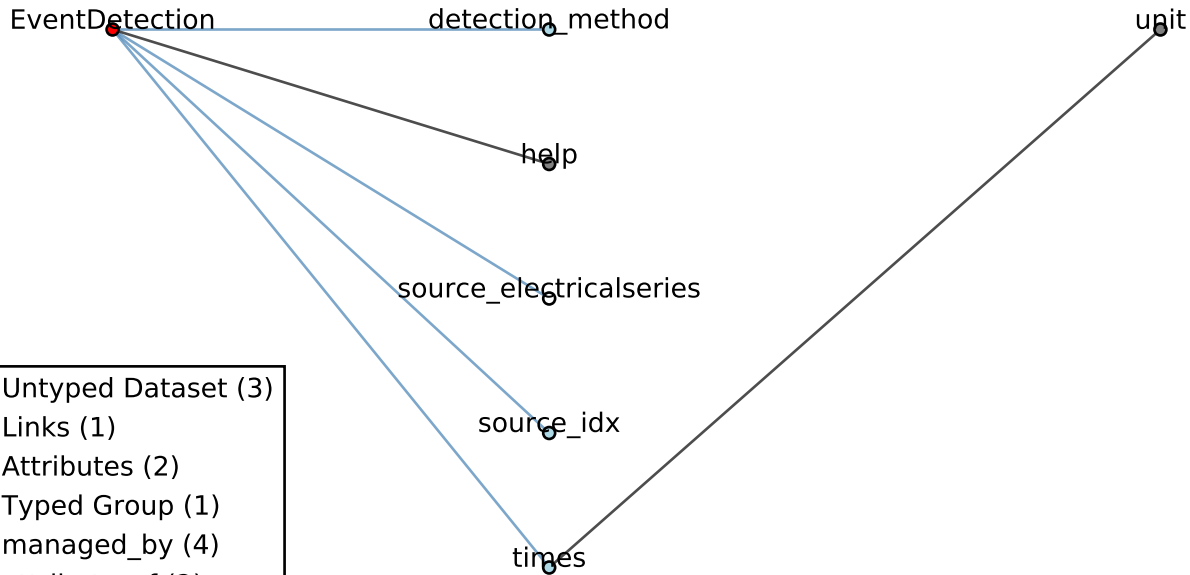 EventDetection
detection_method
unit
help
source_electricalseries
source_idx
times
Untyped Dataset (3)
Links (1)
Attributes (2)
Typed Group (1)
managed_by (4)